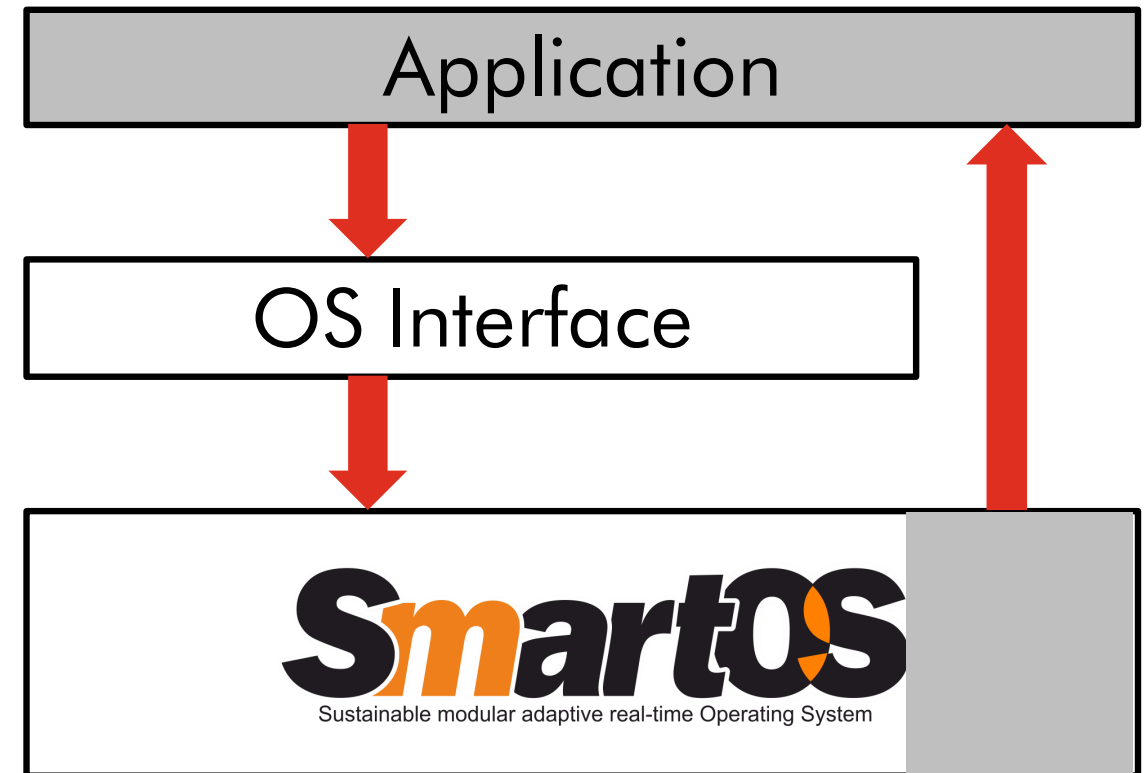 Application
OS Interface
SmartOS
Sustainable modular adaptive real-time Operating System